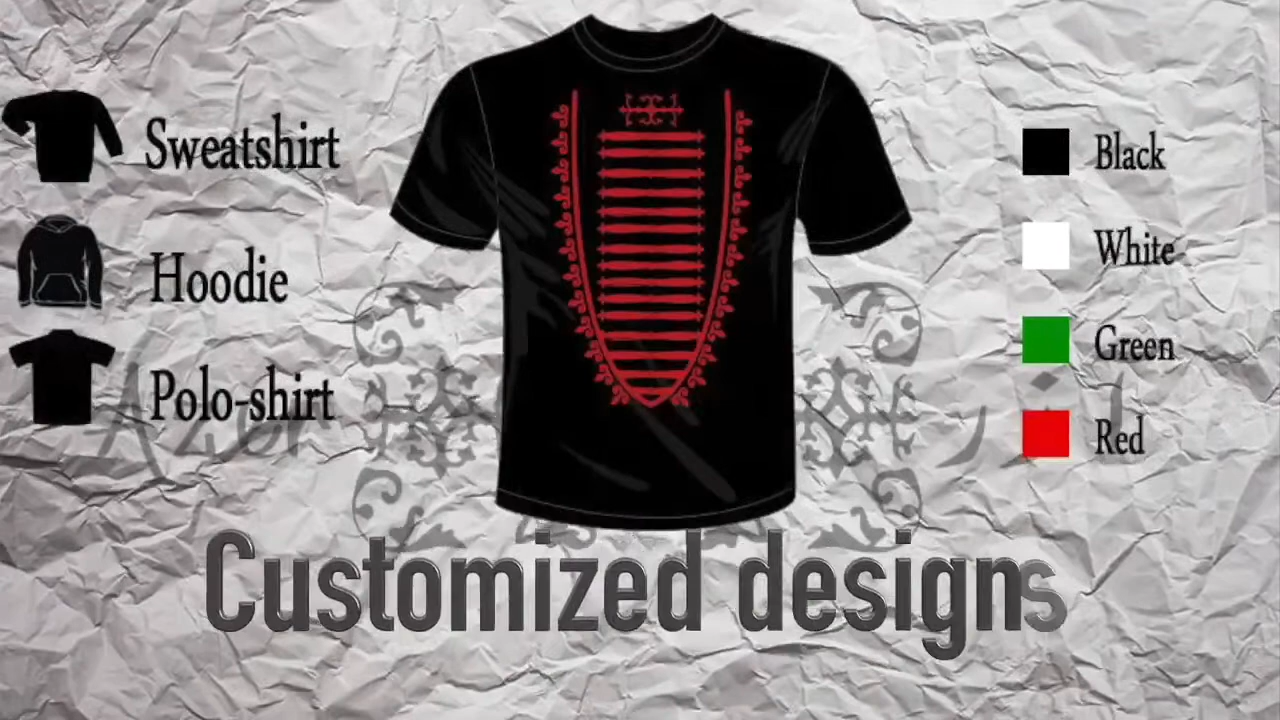 Sweatshirt
Hoodie
Polo-shirt
Black
White
Green
Red
Customized designs